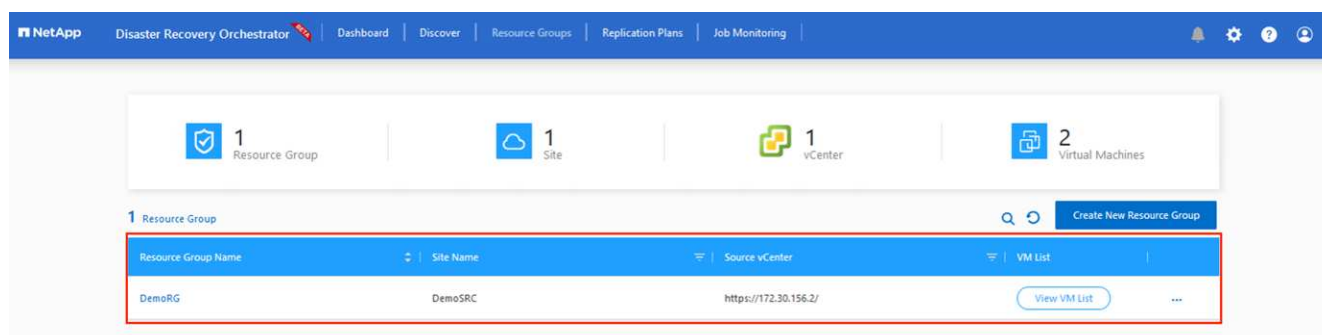 NetApp Disaster Recovery Orchestrator Dashboard Discover Resource Groups Replication Plans Job Monitoring
1 1 1 2
Resource Group Site vCenter Virtual Machines
1 Resource Group Create New Resource Group
Resource Group Name Site Name Source vCenter VM List
DemoRG DemoSRC https://172.30.156.2/ View VM List ...